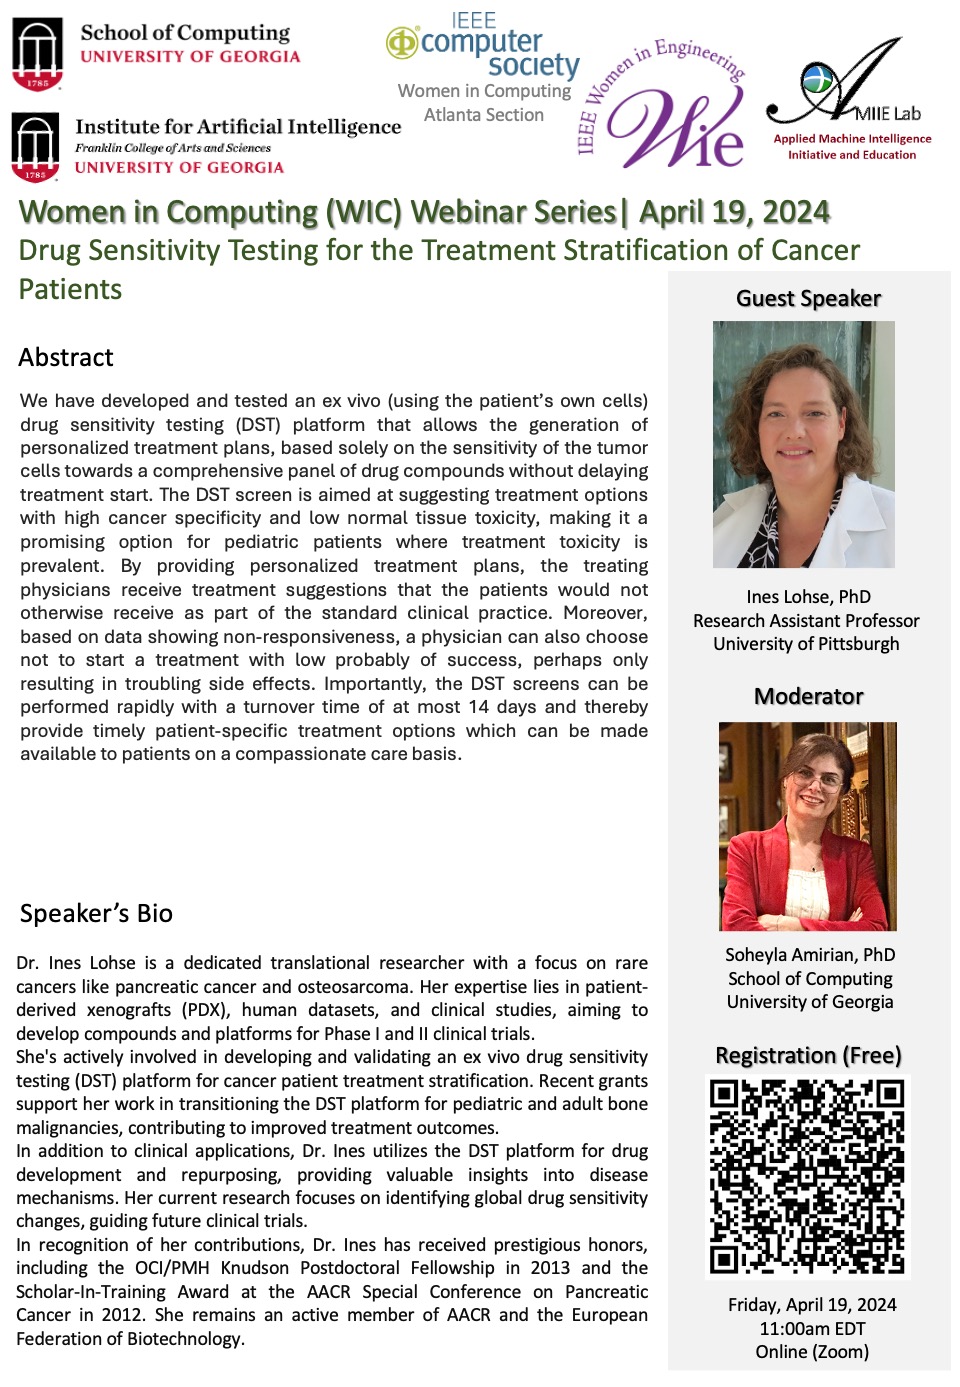 School of Computing
UNIVERSITY OF GEORGIA
1785
Institute for Artificial Intelligence
Franklin College of Arts and Sciences
UNIVERSITY OF GEORGIA
1785
IEEE
computer
society
Women in Computing
Atlanta Section
IEEE Women in Engineering
Wie
AMIIE Lab
Applied Machine Intelligence
Initiative and Education
Women in Computing (WIC) Webinar Series| April 19, 2024
Drug Sensitivity Testing for the Treatment Stratification of Cancer
Patients
Abstract
We have developed and tested an ex vivo (using the patient’s own cells)
drug sensitivity testing (DST) platform that allows the generation of
personalized treatment plans, based solely on the sensitivity of the tumor
cells towards a comprehensive panel of drug compounds without delaying
treatment start. The DST screen is aimed at suggesting treatment options
with high cancer specificity and low normal tissue toxicity, making it a
promising option for pediatric patients where treatment toxicity is
prevalent. By providing personalized treatment plans, the treating
physicians receive treatment suggestions that the patients would not
otherwise receive as part of the standard clinical practice. Moreover,
based on data showing non-responsiveness, a physician can also choose
not to start a treatment with low probably of success, perhaps only
resulting in troubling side effects. Importantly, the DST screens can be
performed rapidly with a turnover time of at most 14 days and thereby
provide timely patient-specific treatment options which can be made
available to patients on a compassionate care basis.
Speaker’s Bio
Dr. Ines Lohse is a dedicated translational researcher with a focus on rare
cancers like pancreatic cancer and osteosarcoma. Her expertise lies in patient-
derived xenografts (PDX), human datasets, and clinical studies, aiming to
develop compounds and platforms for Phase I and II clinical trials.
She's actively involved in developing and validating an ex vivo drug sensitivity
testing (DST) platform for cancer patient treatment stratification. Recent grants
support her work in transitioning the DST platform for pediatric and adult bone
malignancies, contributing to improved treatment outcomes.
In addition to clinical applications, Dr. Ines utilizes the DST platform for drug
development and repurposing, providing valuable insights into disease
mechanisms. Her current research focuses on identifying global drug sensitivity
changes, guiding future clinical trials.
In recognition of her contributions, Dr. Ines has received prestigious honors,
including the OCI/PMH Knudson Postdoctoral Fellowship in 2013 and the
Scholar-In-Training Award at the AACR Special Conference on Pancreatic
Cancer in 2012. She remains an active member of AACR and the European
Federation of Biotechnology.
Guest Speaker
Ines Lohse, PhD
Research Assistant Professor
University of Pittsburgh
Moderator
Soheyla Amirian, PhD
School of Computing
University of Georgia
Registration (Free)
Friday, April 19, 2024
11:00am EDT
Online (Zoom)